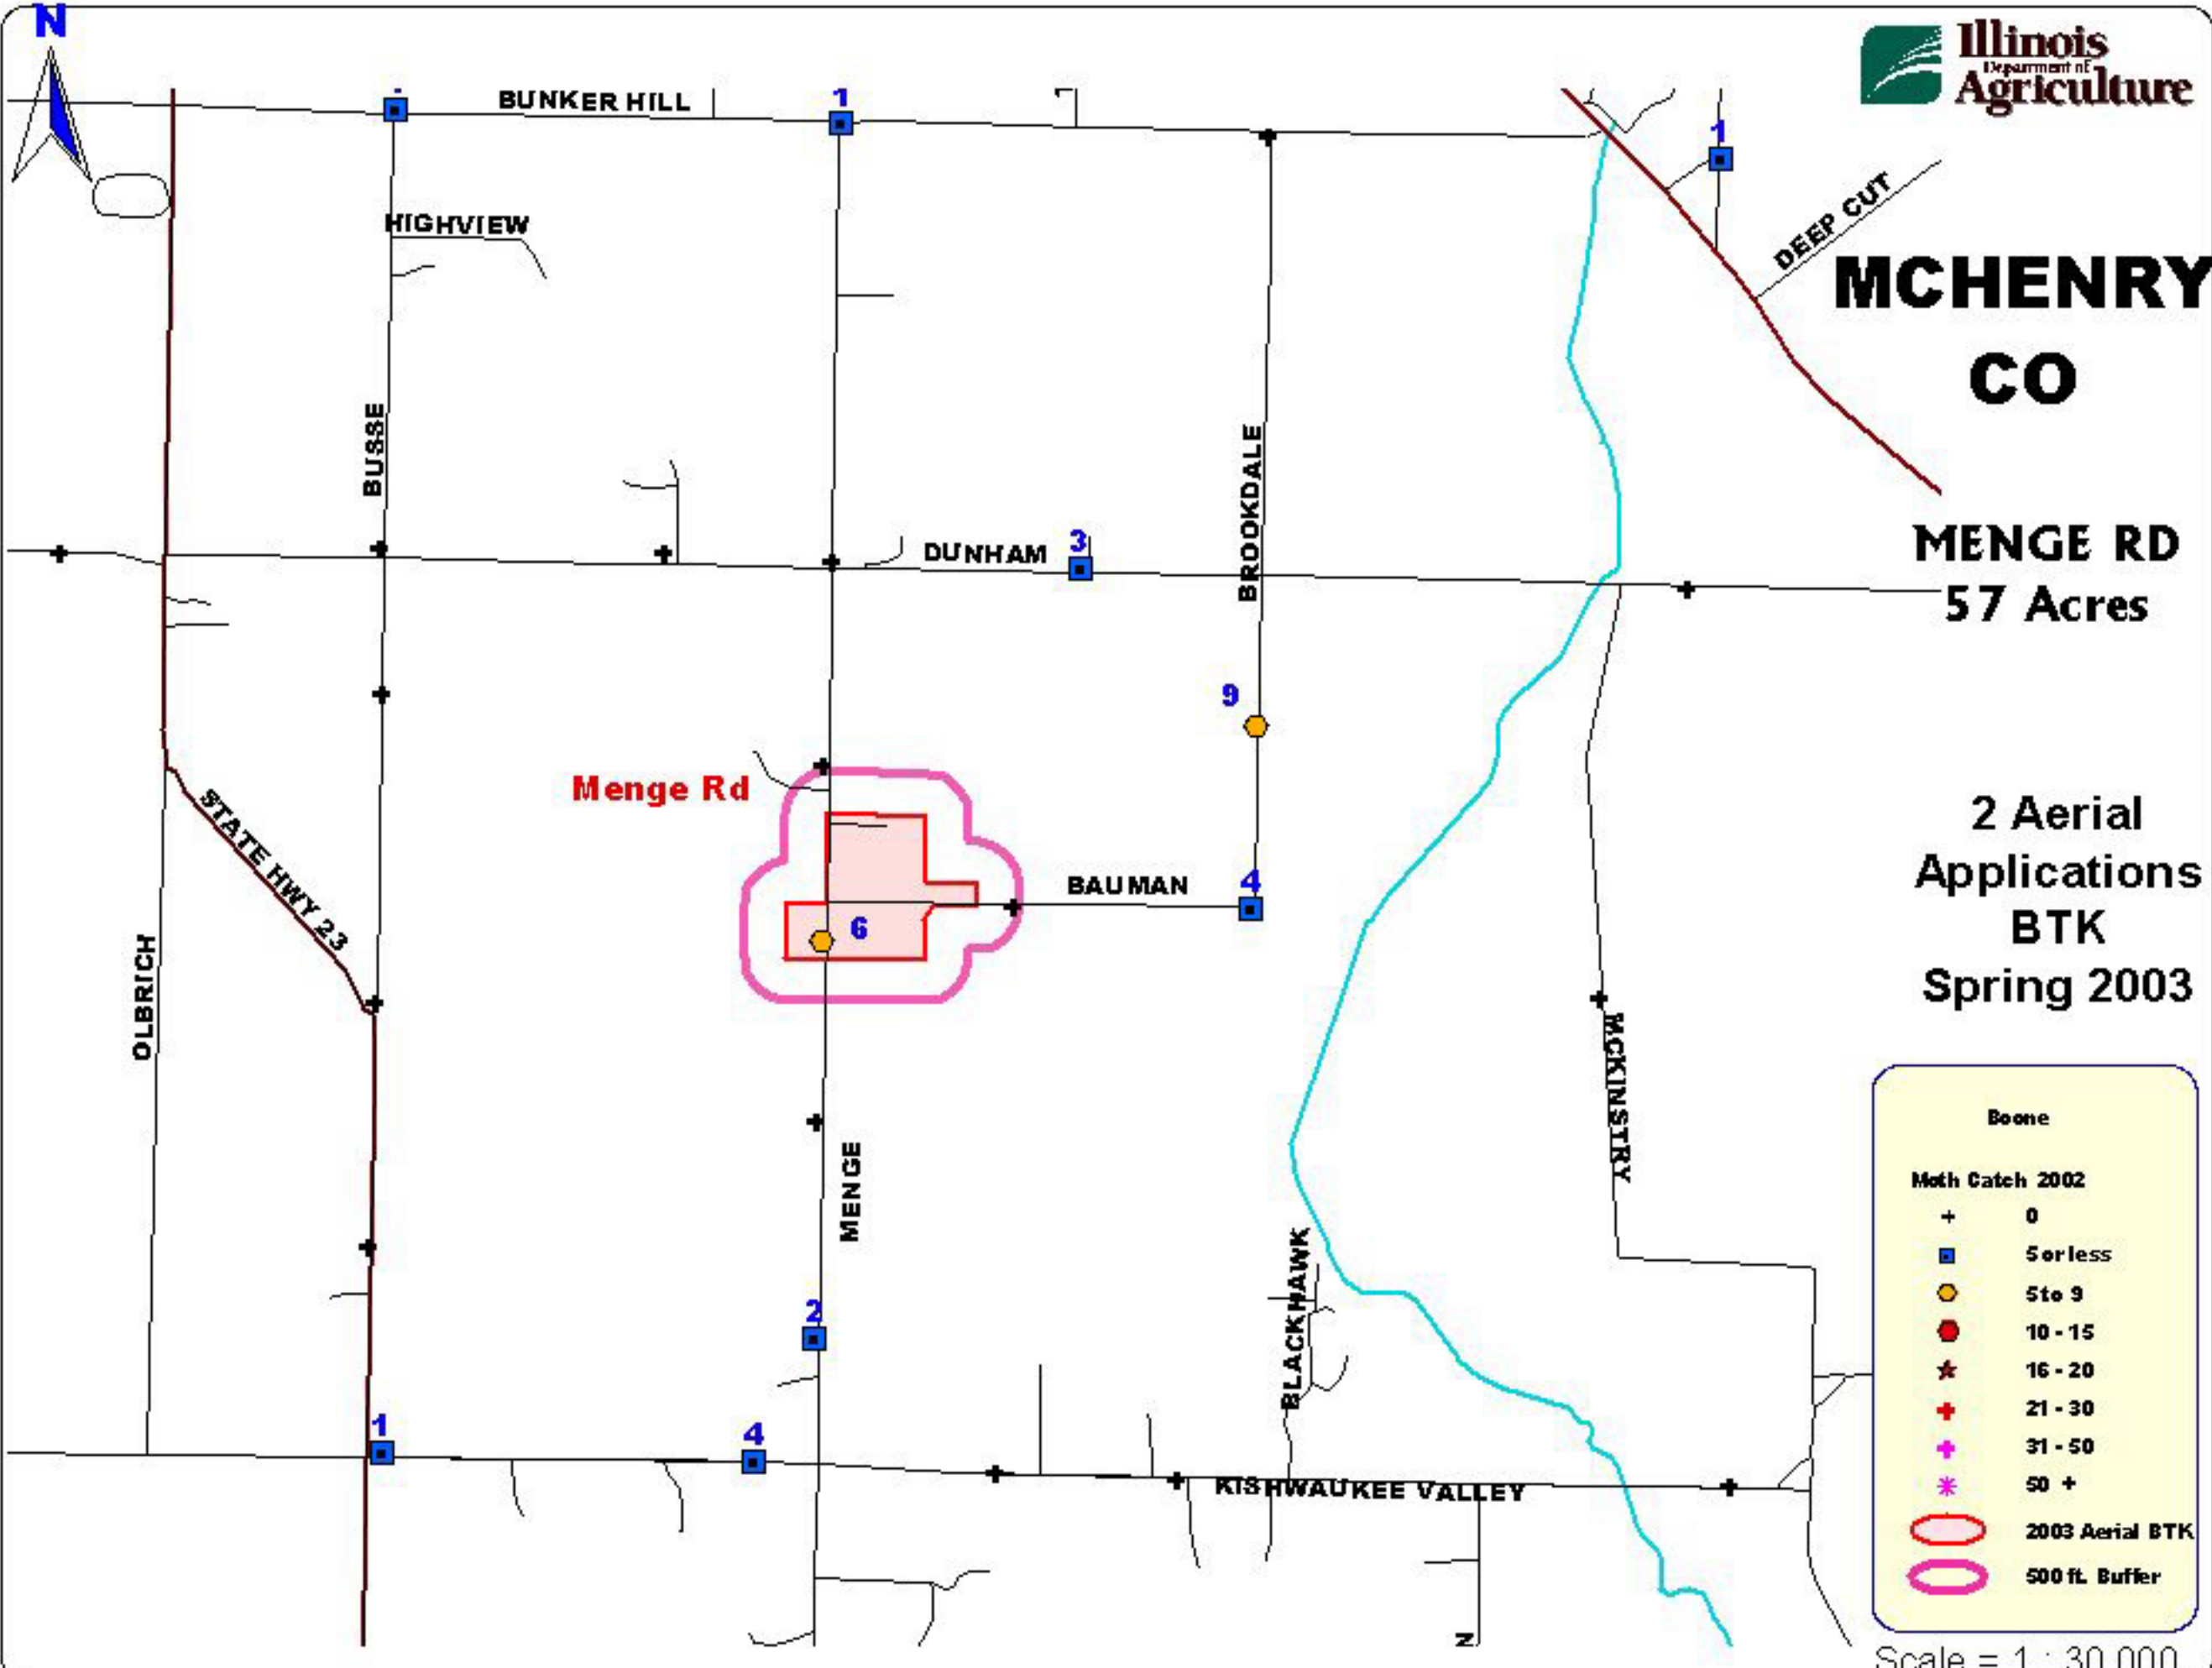 N
Illinois
Department of
Agriculture
BUNKER HILL
1
1
HIGHVIEW
DEEP CUT
MCHENRY
CO
BUSSE
BROOKDALE
DUNHAM
3
MENGE RD
57 Acres
9
Menge Rd
STATE HWY 23
BAUMAN
4
6
2 Aerial
Applications
BTK
Spring 2003
OLBRICH
MCKINSTRY
MENGE
BLACKHAWK
2
1
4
KISHWAUKEE VALLEY
Z
Boone
Moth Catch 2002
0
5 or less
5 to 9
10 - 15
16 - 20
21 - 30
31 - 50
50 +
2003 Aerial BTK
500 ft. Buffer
Scale = 1 : 30,000